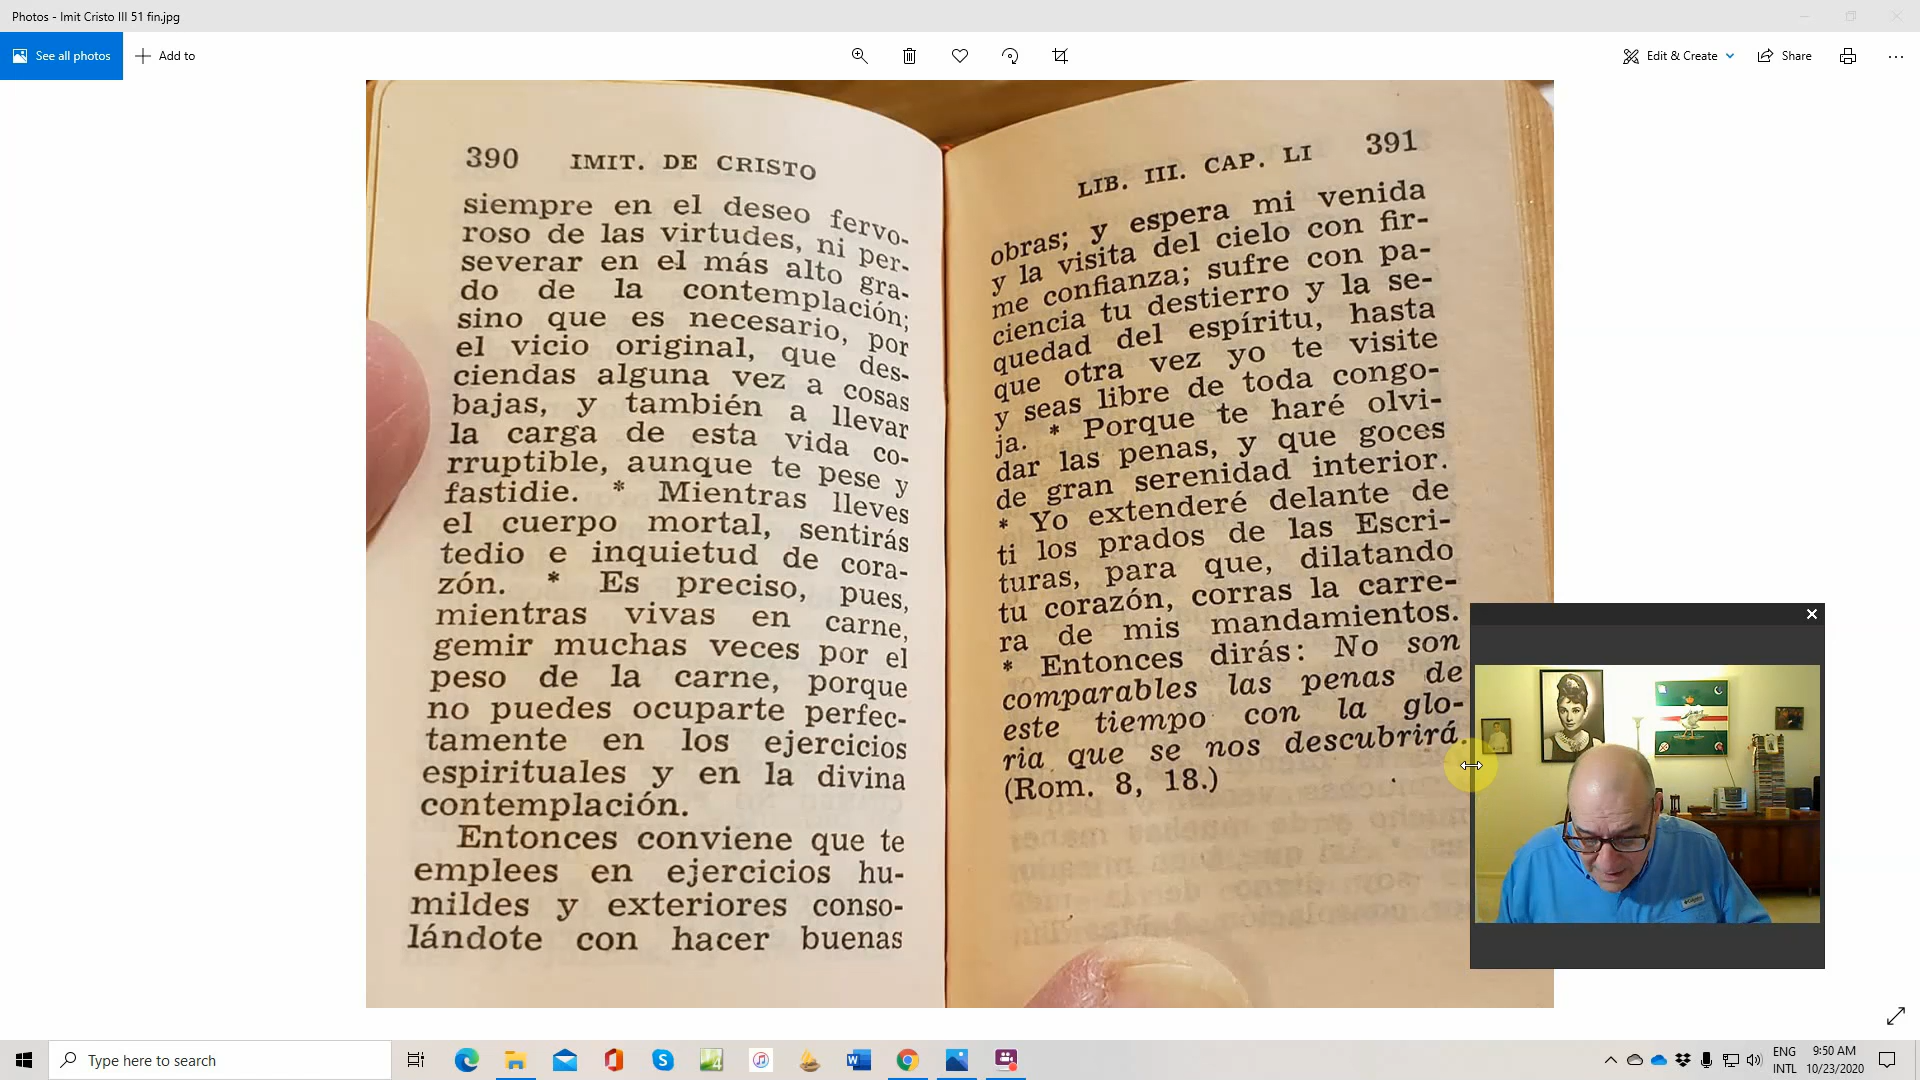 Photos - Imit Cristo III 51 fin.jpg
See all photos
Add to
Edit & Create
Share
390 IMIT. DE CRISTO
siempre en el deseo fervo-
roso de las virtudes, ni per-
severar en el más alto gra-
do de la contemplación;
sino que es necesario, por
el vicio original, que des-
ciendas alguna vez a cosas
bajas, y también a llevar
la carga de esta vida co-
rruptible, aunque te pese y
fastidie. * Mientras lleves
el cuerpo mortal, sentirás
tedio e inquietud de cora-
zón. * Es preciso, pues,
mientras vivas en carne,
gemir muchas veces por el
peso de la carne, porque
no puedes ocuparte perfec-
tamente en los ejercicios
espirituales y en la divina
contemplación.
Entonces conviene que te
emplees en ejercicios hu-
mildes y exteriores conso-
lándote con hacer buenas
LIB. III. CAP. LI 391
obras; y espera mi venida
y la visita del cielo con fir-
me confianza; sufre con pa-
ciencia tu destierro y la se-
quedad del espíritu, hasta
que otra vez yo te visite
y seas libre de toda congo-
ja. * Porque te haré olvi-
dar las penas, y que goces
de gran serenidad interior.
* Yo extenderé delante de
ti los prados de las Escri-
turas, para que, dilatando
tu corazón, corras la carre-
ra de mis mandamientos.
* Entonces dirás: No son
comparables las penas de
este tiempo con la glo-
ria que se nos descubrirá.
(Rom. 8, 18.)
Type here to search
ENG
INTL
9:50 AM
10/23/2020